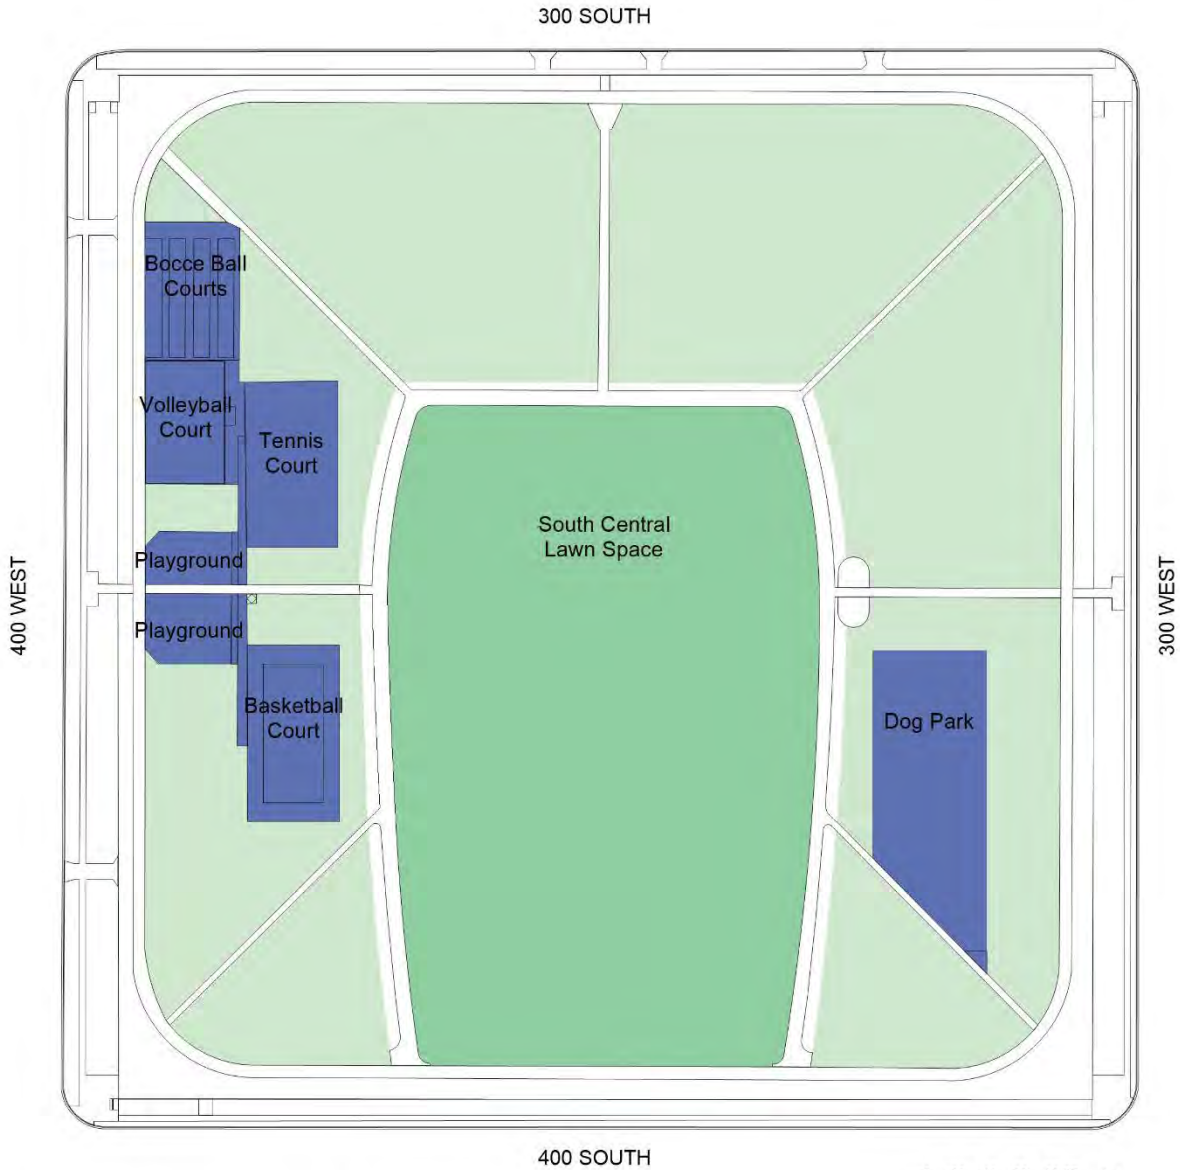 300 SOUTH
Bocce Ball
Courts
Volleyball
Court
Tennis
Court
South Central
Lawn Space
Playground
400 WEST
300 WEST
Playground
Basketball
Court
Dog Park
400 SOUTH